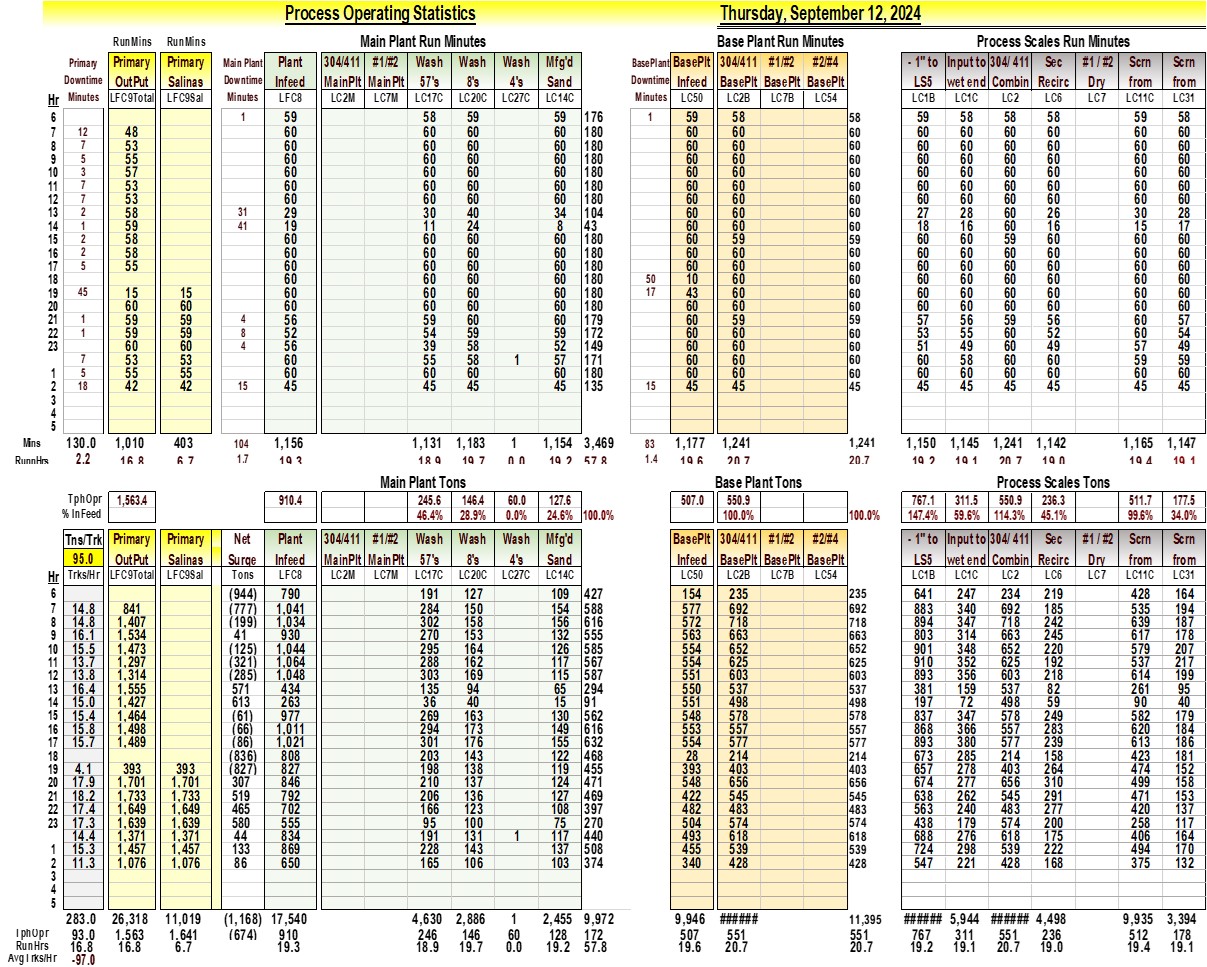 Process Operating Statistics Thursday, September 12, 2024
RunMins RunMins Main Plant Run Minutes Base Plant Run Minutes Process Scales Run Minutes
Primary Primary Primary Main Plant Plant 304/411 #1/#2 Wash Wash Wash Mfg'd BasePlant BasePlt 304/411 #1/#2 #2/#4 - 1" to Input to 304/ 411 Sec #1 / #2 Scrn Scrn
Downtime OutPut Salinas Downtime Infeed MainPlt MainPlt 57's 8's 4's Sand Downtime Infeed BasePlt BasePlt BasePlt LS5 wet end Combin Recirc Dry from from
Hr Minutes LFC9Total LFC9Sal Minutes LFC8 LC2M LC7M LC17C LC20C LC27C LC14C Minutes LC50 LC2B LC7B LC54 LC1B LC1C LC2 LC6 LC7 LC11C LC31
6 1 59 58 59 59 176 1 59 58 58 59 58 58 58 59 58
7 12 48 60 60 60 60 180 60 60 60 60 60 60 60 60 60
8 7 53 60 60 60 60 180 60 60 60 60 60 60 60 60 60
9 5 55 60 60 60 60 180 60 60 60 60 60 60 60 60 60
10 3 57 60 60 60 60 180 60 60 60 60 60 60 60 60 60
11 7 53 60 60 60 60 180 60 60 60 60 60 60 60 60 60
12 7 53 60 60 60 60 180 60 60 60 60 60 60 60 60 60
13 2 58 31 29 30 40 34 104 60 60 60 27 28 60 26 30 28
14 1 59 41 19 11 24 8 43 60 60 60 18 16 60 16 15 17
15 2 58 60 60 60 60 180 60 59 59 60 60 60 60 60 60
16 2 58 60 60 60 60 180 60 60 60 60 60 60 60 60 60
17 5 55 60 60 60 60 180 60 60 60 60 60 60 60 60 60
18 60 60 60 60 180 50 10 60 60 60 60 60 60 60 60
19 45 15 15 60 60 60 60 180 17 43 60 60 60 60 60 60 60 60
20 60 60 60 60 60 60 180 60 60 60 60 60 60 60 60 60
21 1 59 59 4 56 59 60 60 179 60 59 59 57 56 59 56 60 57
22 1 59 59 8 52 54 59 59 172 60 60 60 53 55 60 52 60 54
23 60 60 4 56 39 58 52 149 60 60 60 51 49 60 49 57 49
7 53 53 60 55 58 1 57 171 60 60 60 60 58 60 60 59 59
1 5 55 55 60 60 60 60 180 60 60 60 60 60 60 60 60 60
2 18 42 42 15 45 45 45 45 135 15 45 45 45 45 45 45 45 45 45
3
4
5
Mins 130.0 1,010 403 104 1,156 1,131 1,183 1 1,154 3,469 83 1,177 1,241 1,241 1,150 1,145 1,241 1,142 1,165 1,147
RunnHrs 2.2 16.8 6.7 1.7 19.3 18.9 19.7 0.0 19.2 57.8 1.4 19.6 20.7 20.7 19.2 19.1 20.7 19.0 19.4 19.1
Main Plant Tons Base Plant Tons Process Scales Tons
TphOpr 1,563.4 910.4 245.6 146.4 60.0 127.6 507.0 550.9 767.1 311.5 550.9 236.3 511.7 177.5
% InFeed 46.4% 28.9% 0.0% 24.6% 100.0% 100.0% 100.0% 147.4% 59.6% 114.3% 45.1% 99.6% 34.0%
Tns/Trk Primary Primary Net Plant 304/411 #1/#2 Wash Wash Wash Mfg'd BasePlt 304/411 #1/#2 #2/#4 - 1" to Input to 304/ 411 Sec #1 / #2 Scrn Scrn
95.0 OutPut Salinas Surge Infeed MainPlt MainPlt 57's 8's 4's Sand Infeed BasePlt BasePlt BasePlt LS5 wet end Combin Recirc Dry from from
Hr Trks/Hr LFC9Total LFC9Sal Tons LFC8 LC2M LC7M LC17C LC20C LC27C LC14C LC50 LC2B LC7B LC54 LC1B LC1C LC2 LC6 LC7 LC11C LC31
6 (944) 790 191 127 109 427 154 235 235 641 247 234 219 428 164
7 14.8 841 (777) 1,041 284 150 154 588 577 692 692 883 340 692 185 535 194
8 14.8 1,407 (199) 1,034 302 158 156 616 572 718 718 894 347 718 242 639 187
9 16.1 1,534 41 930 270 153 132 555 563 663 663 803 314 663 245 617 178
10 15.5 1,473 (125) 1,044 295 164 126 585 554 652 652 901 348 652 220 579 207
11 13.7 1,297 (321) 1,064 288 162 117 567 554 625 625 910 352 625 192 537 217
12 13.8 1,314 (285) 1,048 303 169 115 587 551 603 603 893 356 603 218 614 199
13 16.4 1,555 571 434 135 94 65 294 550 537 537 381 159 537 82 261 95
14 15.0 1,427 613 263 36 40 15 91 551 498 498 197 72 498 59 90 40
15 15.4 1,464 (61) 977 269 163 130 562 548 578 578 837 347 578 249 582 179
16 15.8 1,498 (66) 1,011 294 173 149 616 553 557 557 868 366 557 283 620 184
17 15.7 1,489 (86) 1,021 301 176 155 632 554 577 577 893 380 577 239 613 186
18 (836) 808 203 143 122 468 28 214 214 673 285 214 158 423 181
19 4.1 393 393 (827) 827 198 138 119 455 393 403 403 657 278 403 264 474 152
20 17.9 1,701 1,701 307 846 210 137 124 471 548 656 656 674 277 656 310 499 158
21 18.2 1,733 1,733 519 792 206 136 127 469 422 545 545 638 262 545 291 471 153
22 17.4 1,649 1,649 465 702 166 123 108 397 482 483 483 563 240 483 277 420 137
23 17.3 1,639 1,639 580 555 95 100 75 270 504 574 574 438 179 574 200 258 117
14.4 1,371 1,371 44 834 191 131 1 117 440 493 618 618 688 276 618 175 406 164
1 15.3 1,457 1,457 133 869 228 143 137 508 455 539 539 724 298 539 222 494 170
2 11.3 1,076 1,076 86 650 165 106 103 374 340 428 428 547 221 428 168 375 132
3
4
5
283.0 26,318 11,019 (1,168) 17,540 4,630 2,886 1 2,455 9,972 9,946 ###### 11,395 ###### 5,944 ###### 4,498 9,935 3,394
TphOpr 93.0 1,563 1,641 (674) 910 246 146 60 128 172 507 551 551 767 311 551 236 512 178
RunHrs 16.8 16.8 6.7 19.3 18.9 19.7 0.0 19.2 57.8 19.6 20.7 20.7 19.2 19.1 20.7 19.0 19.4 19.1
AvgTrks/Hr -97.0